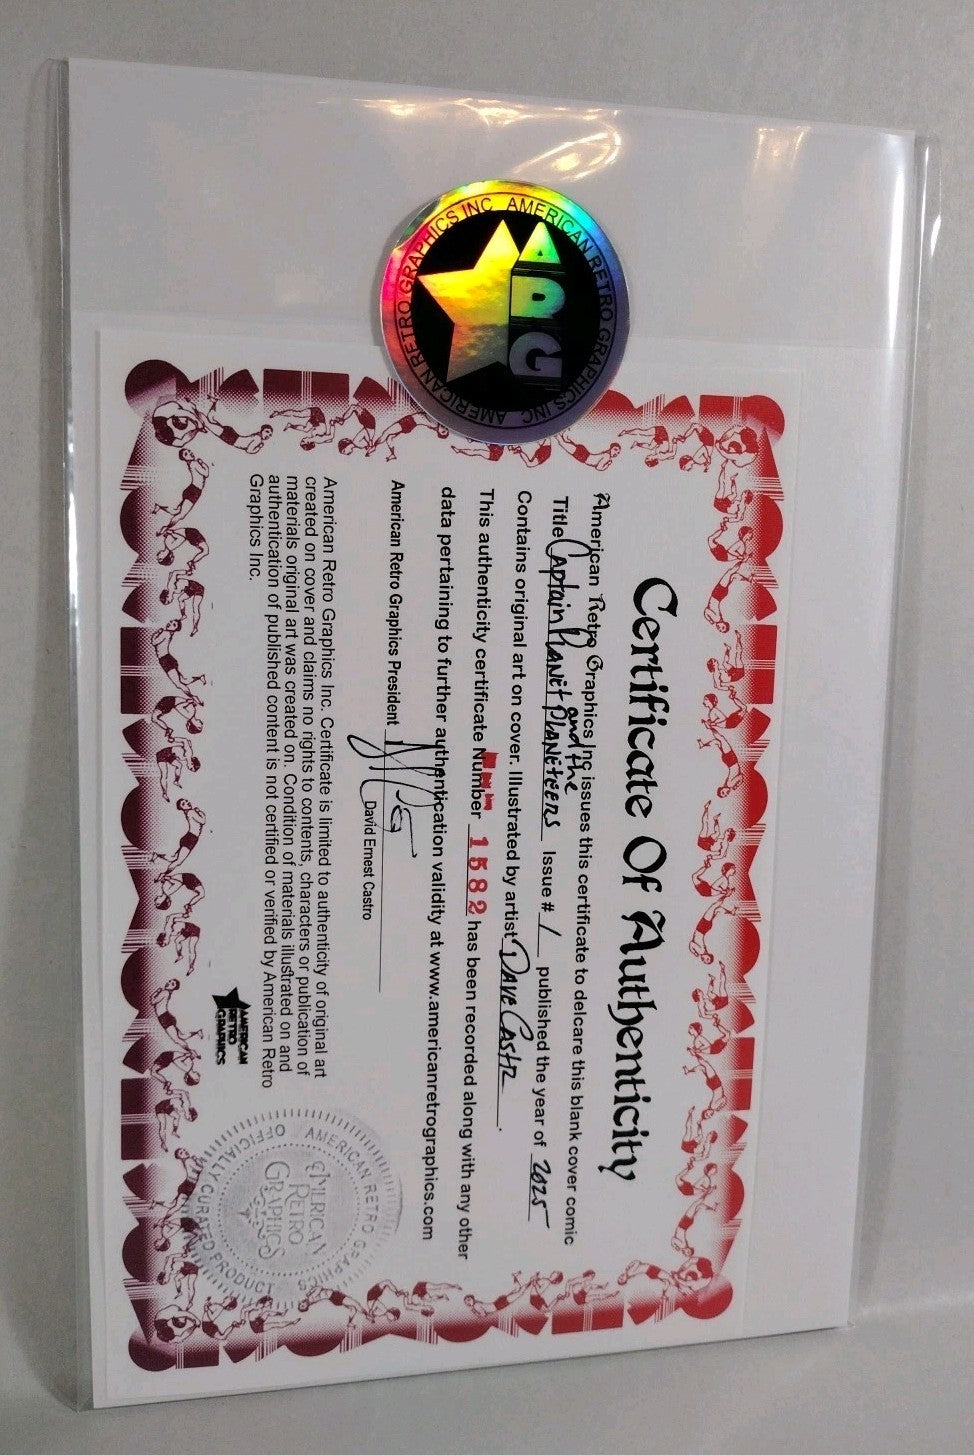 AMERICAN RETRO GRAPHICS INC AMERICAN RETRO GRAPHICS INC
ARG
Certificate Of Authenticity
American Retro Graphics Inc issues this certificate to delcare this blank cover comic
Title Captain Planet and the Planeteers Issue# 1 published the year of 2025
Contains original art on cover. Illustrated by artist Dave Castr.
This authenticity certificate Number 1582 has been recorded along with any other
data pertaining to further authentication validity at www.americanretrographics.com
American Retro Graphics President
David Ernest Castro
American Retro Graphics Inc. Certificate is limited to authenticity of original art
created on cover and claims no rights to contents, characters or publication of
materials original art was created on. Condition of materials illustrated on and
authentication of published content is not certified or verified by American Retro
Graphics Inc.
AMERICAN
RETRO
GRAPHICS
AMERICAN RETRO GRAPHICS
OFFICIALLY CURATED PRODUCT
AMERICAN
RETRO
GRAPHICS